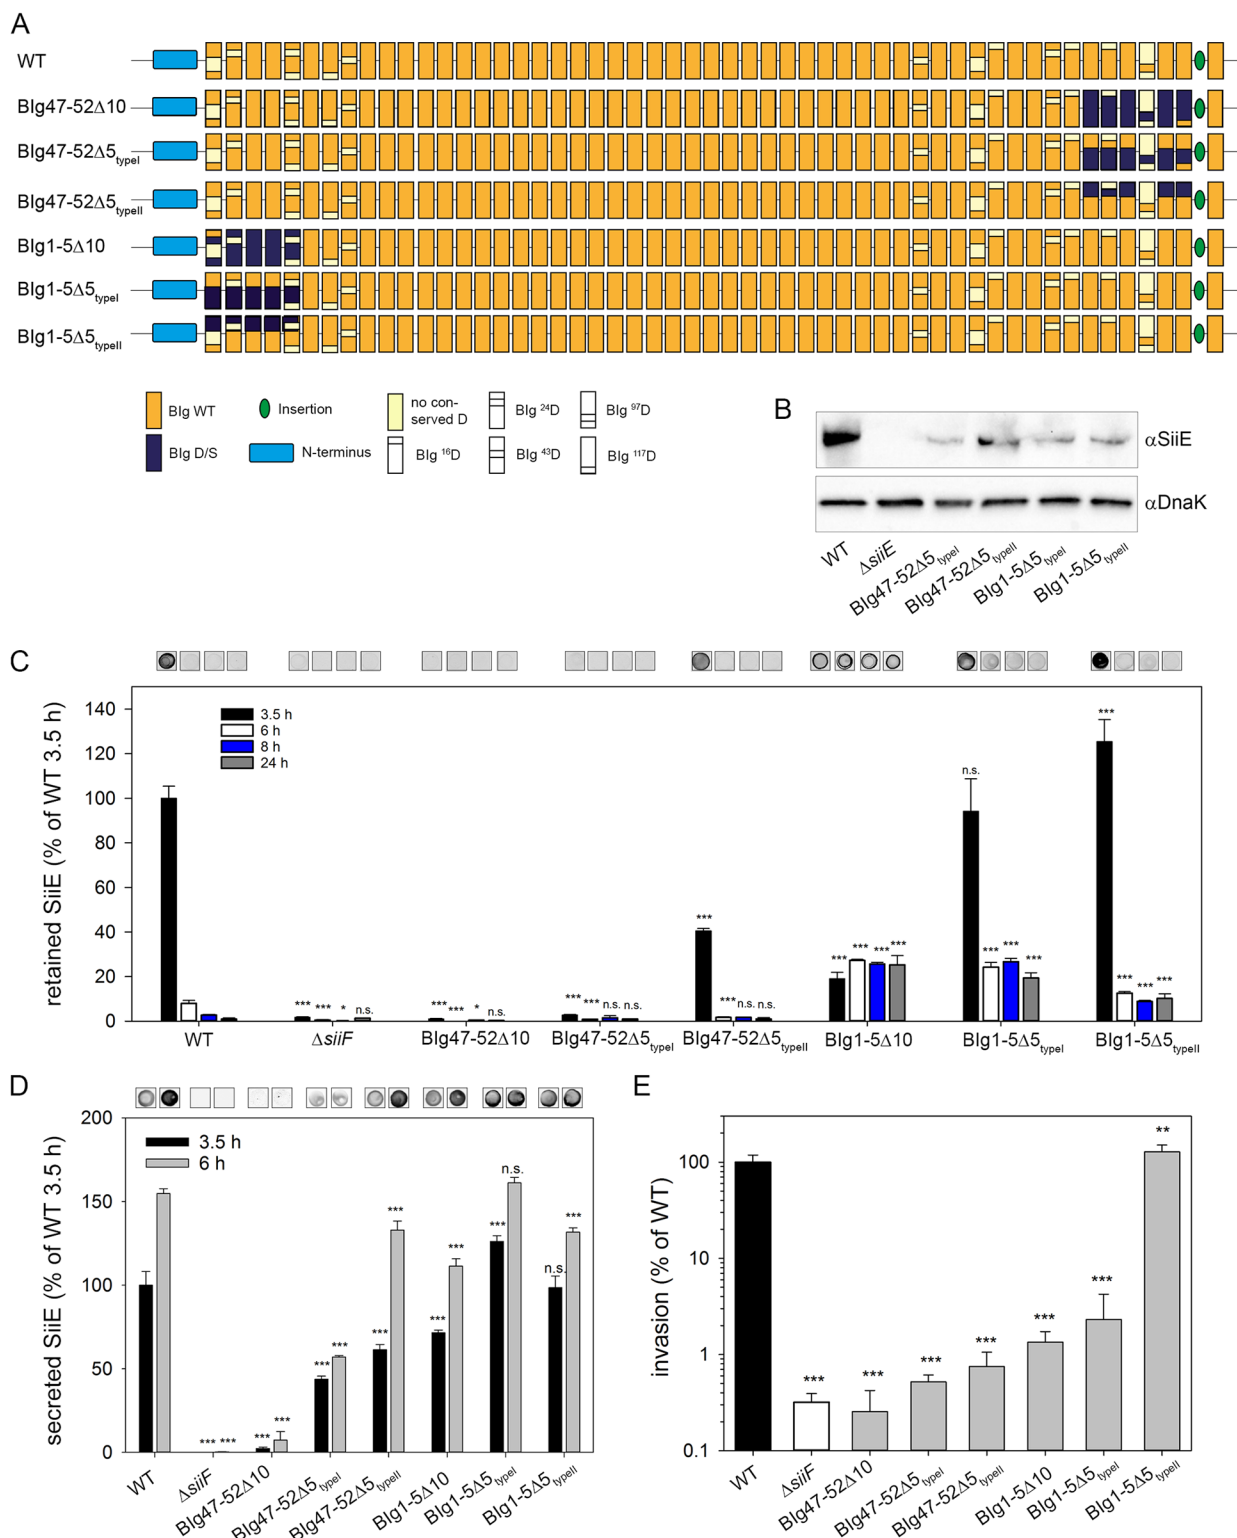 A
WT
BIg47-52Δ10
BIg47-52Δ5typeI
BIg47-52Δ5typeII
BIg1-5Δ10
BIg1-5Δ5typeI
BIg1-5Δ5typeII
BIg WT
BIg D/S
Insertion
N-terminus
no con-
served D
BIg 16D
BIg 24D
BIg 43D
BIg 97D
BIg 117D
B
αSiiE
αDnaK
WT
ΔsiiE
BIg47-52Δ5typeI
BIg47-52Δ5typeII
BIg1-5Δ5typeI
BIg1-5Δ5typeII
C
retained SiiE (% of WT 3.5 h)
140
120
100
80
60
40
20
0
3.5 h
6 h
8 h
24 h
*** *** * n.s.
*** *** * n.s.
*** *** n.s. n.s.
*** *** n.s. n.s.
*** *** *** ***
n.s. *** *** ***
*** *** *** ***
WT
ΔsiiF
BIg47-52Δ10
BIg47-52Δ5typeI
BIg47-52Δ5typeII
BIg1-5Δ10
BIg1-5Δ5typeI
BIg1-5Δ5typeII
D
secreted SiiE (% of WT 3.5 h)
200
150
100
50
0
3.5 h
6 h
*** ***
*** ***
*** ***
*** ***
*** ***
*** n.s.
n.s. ***
WT
ΔsiiF
BIg47-52Δ10
BIg47-52Δ5typeI
BIg47-52Δ5typeII
BIg1-5Δ10
BIg1-5Δ5typeI
BIg1-5Δ5typeII
E
invasion (% of WT)
100
10
1
0.1
***
***
***
***
***
***
**
WT
ΔsiiF
BIg47-52Δ10
BIg47-52Δ5typeI
BIg47-52Δ5typeII
BIg1-5Δ10
BIg1-5Δ5typeI
BIg1-5Δ5typeII